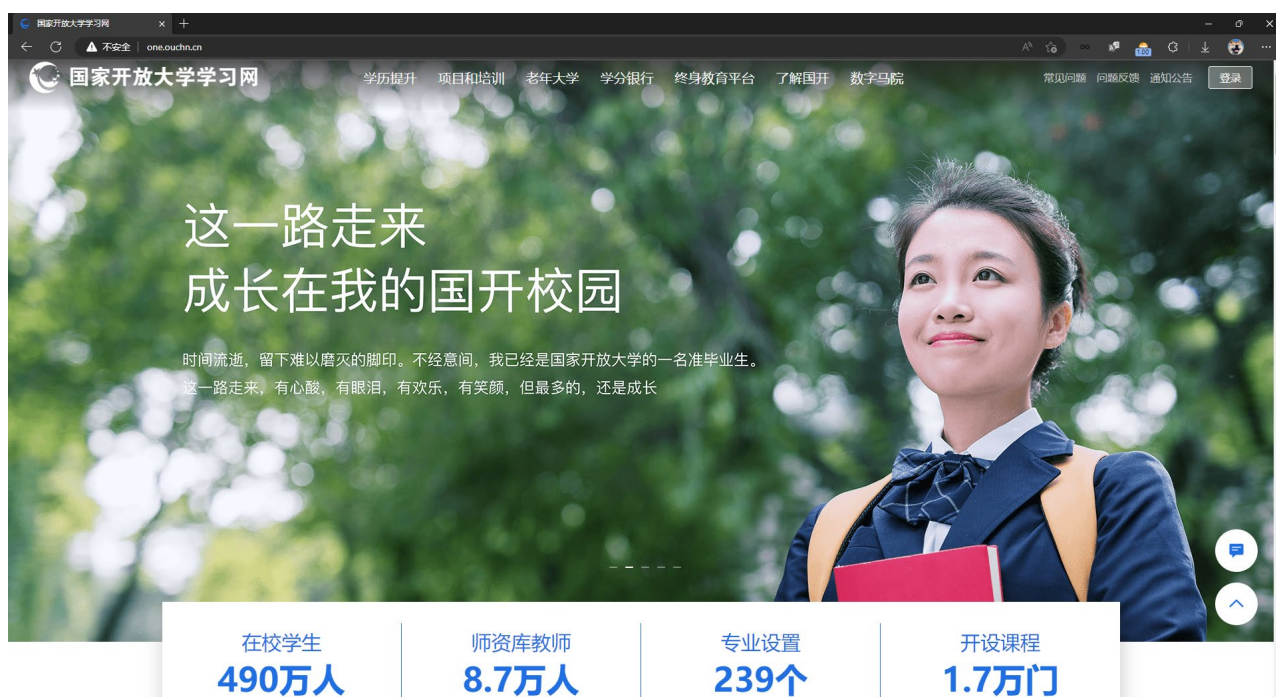 国家开放大学学习网
不安全 one.ouchn.cn
1.00
国家开放大学学习网 学历提升 项目和培训 老年大学 学分银行 终身教育平台 了解国开 数字马院 常见问题 问题反馈 通知公告 登录
这一路走来
成长在我的国开校园
时间流逝，留下难以磨灭的脚印。不经意间，我已经是国家开放大学的一名准毕业生。
这一路走来，有心酸，有眼泪，有欢乐，有笑颜，但最多的，还是成长
在校学生 师资库教师 专业设置 开设课程
490万人 8.7万人 239个 1.7万门